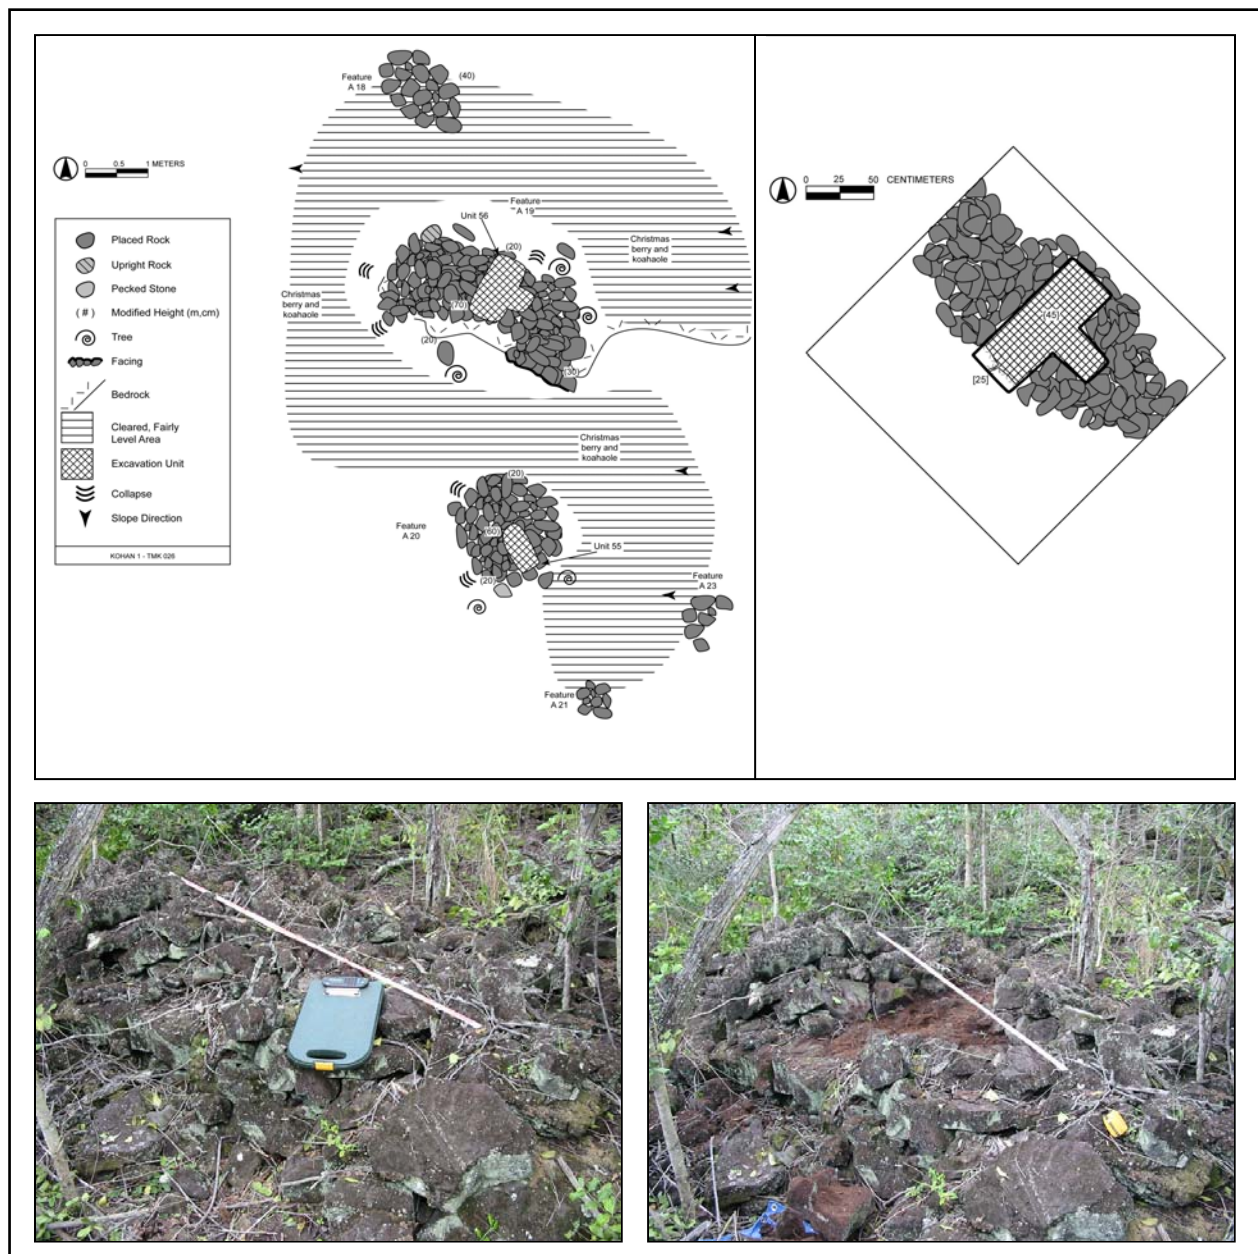 Feature
A 18
(40)
0 0.5 1 METERS
Feature
A 19
Unit 56
(20)
Christmas
berry and
koahaole
Christmas
berry and
koahaole
(70)
(20)
(30)
Christmas
berry and
koahaole
(20)
Feature
A 20
(60)
Unit 55
(20)
Feature
A 23
Feature
A 21
Placed Rock
Upright Rock
Pecked Stone
( # ) Modified Height (m,cm)
Tree
Facing
Bedrock
Cleared, Fairly
Level Area
Excavation Unit
Collapse
Slope Direction
KOHAN 1 - TMK 026
0 25 50 CENTIMETERS
[45]
[25]